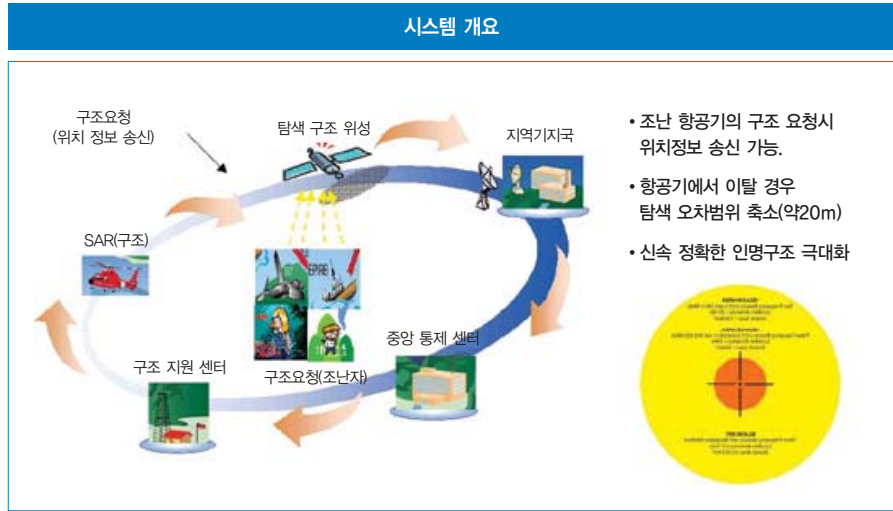 시스템 개요
구조요청
(위치 정보 송신)
탐색 구조 위성
지역기지국
SAR(구조)
EPIRB
중앙 통제 센터
구조 지원 센터
구조요청(조난자)
• 조난 항공기의 구조 요청시
위치정보 송신 가능.
• 항공기에서 이탈 경우
탐색 오차범위 축소(약20m)
• 신속 정확한 인명구조 극대화